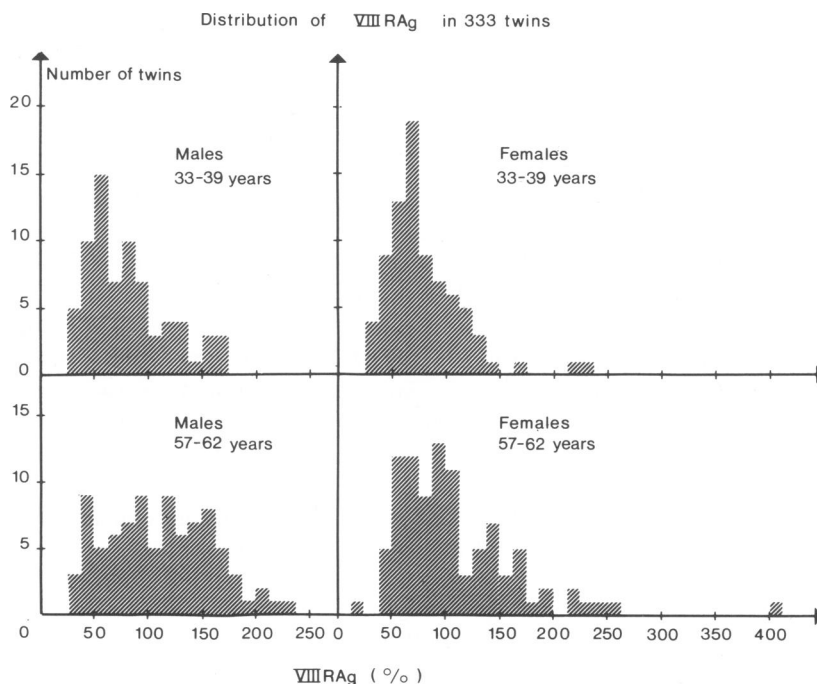 Distribution of VIII RAg in 333 twins
Number of twins
20
15
10
5
0
Males
33-39 years
Females
33-39 years
15
10
5
0
Males
57-62 years
Females
57-62 years
50 100 150 200 250 0 50 100 150 200 250 300 350 400
VIII RAg (%)